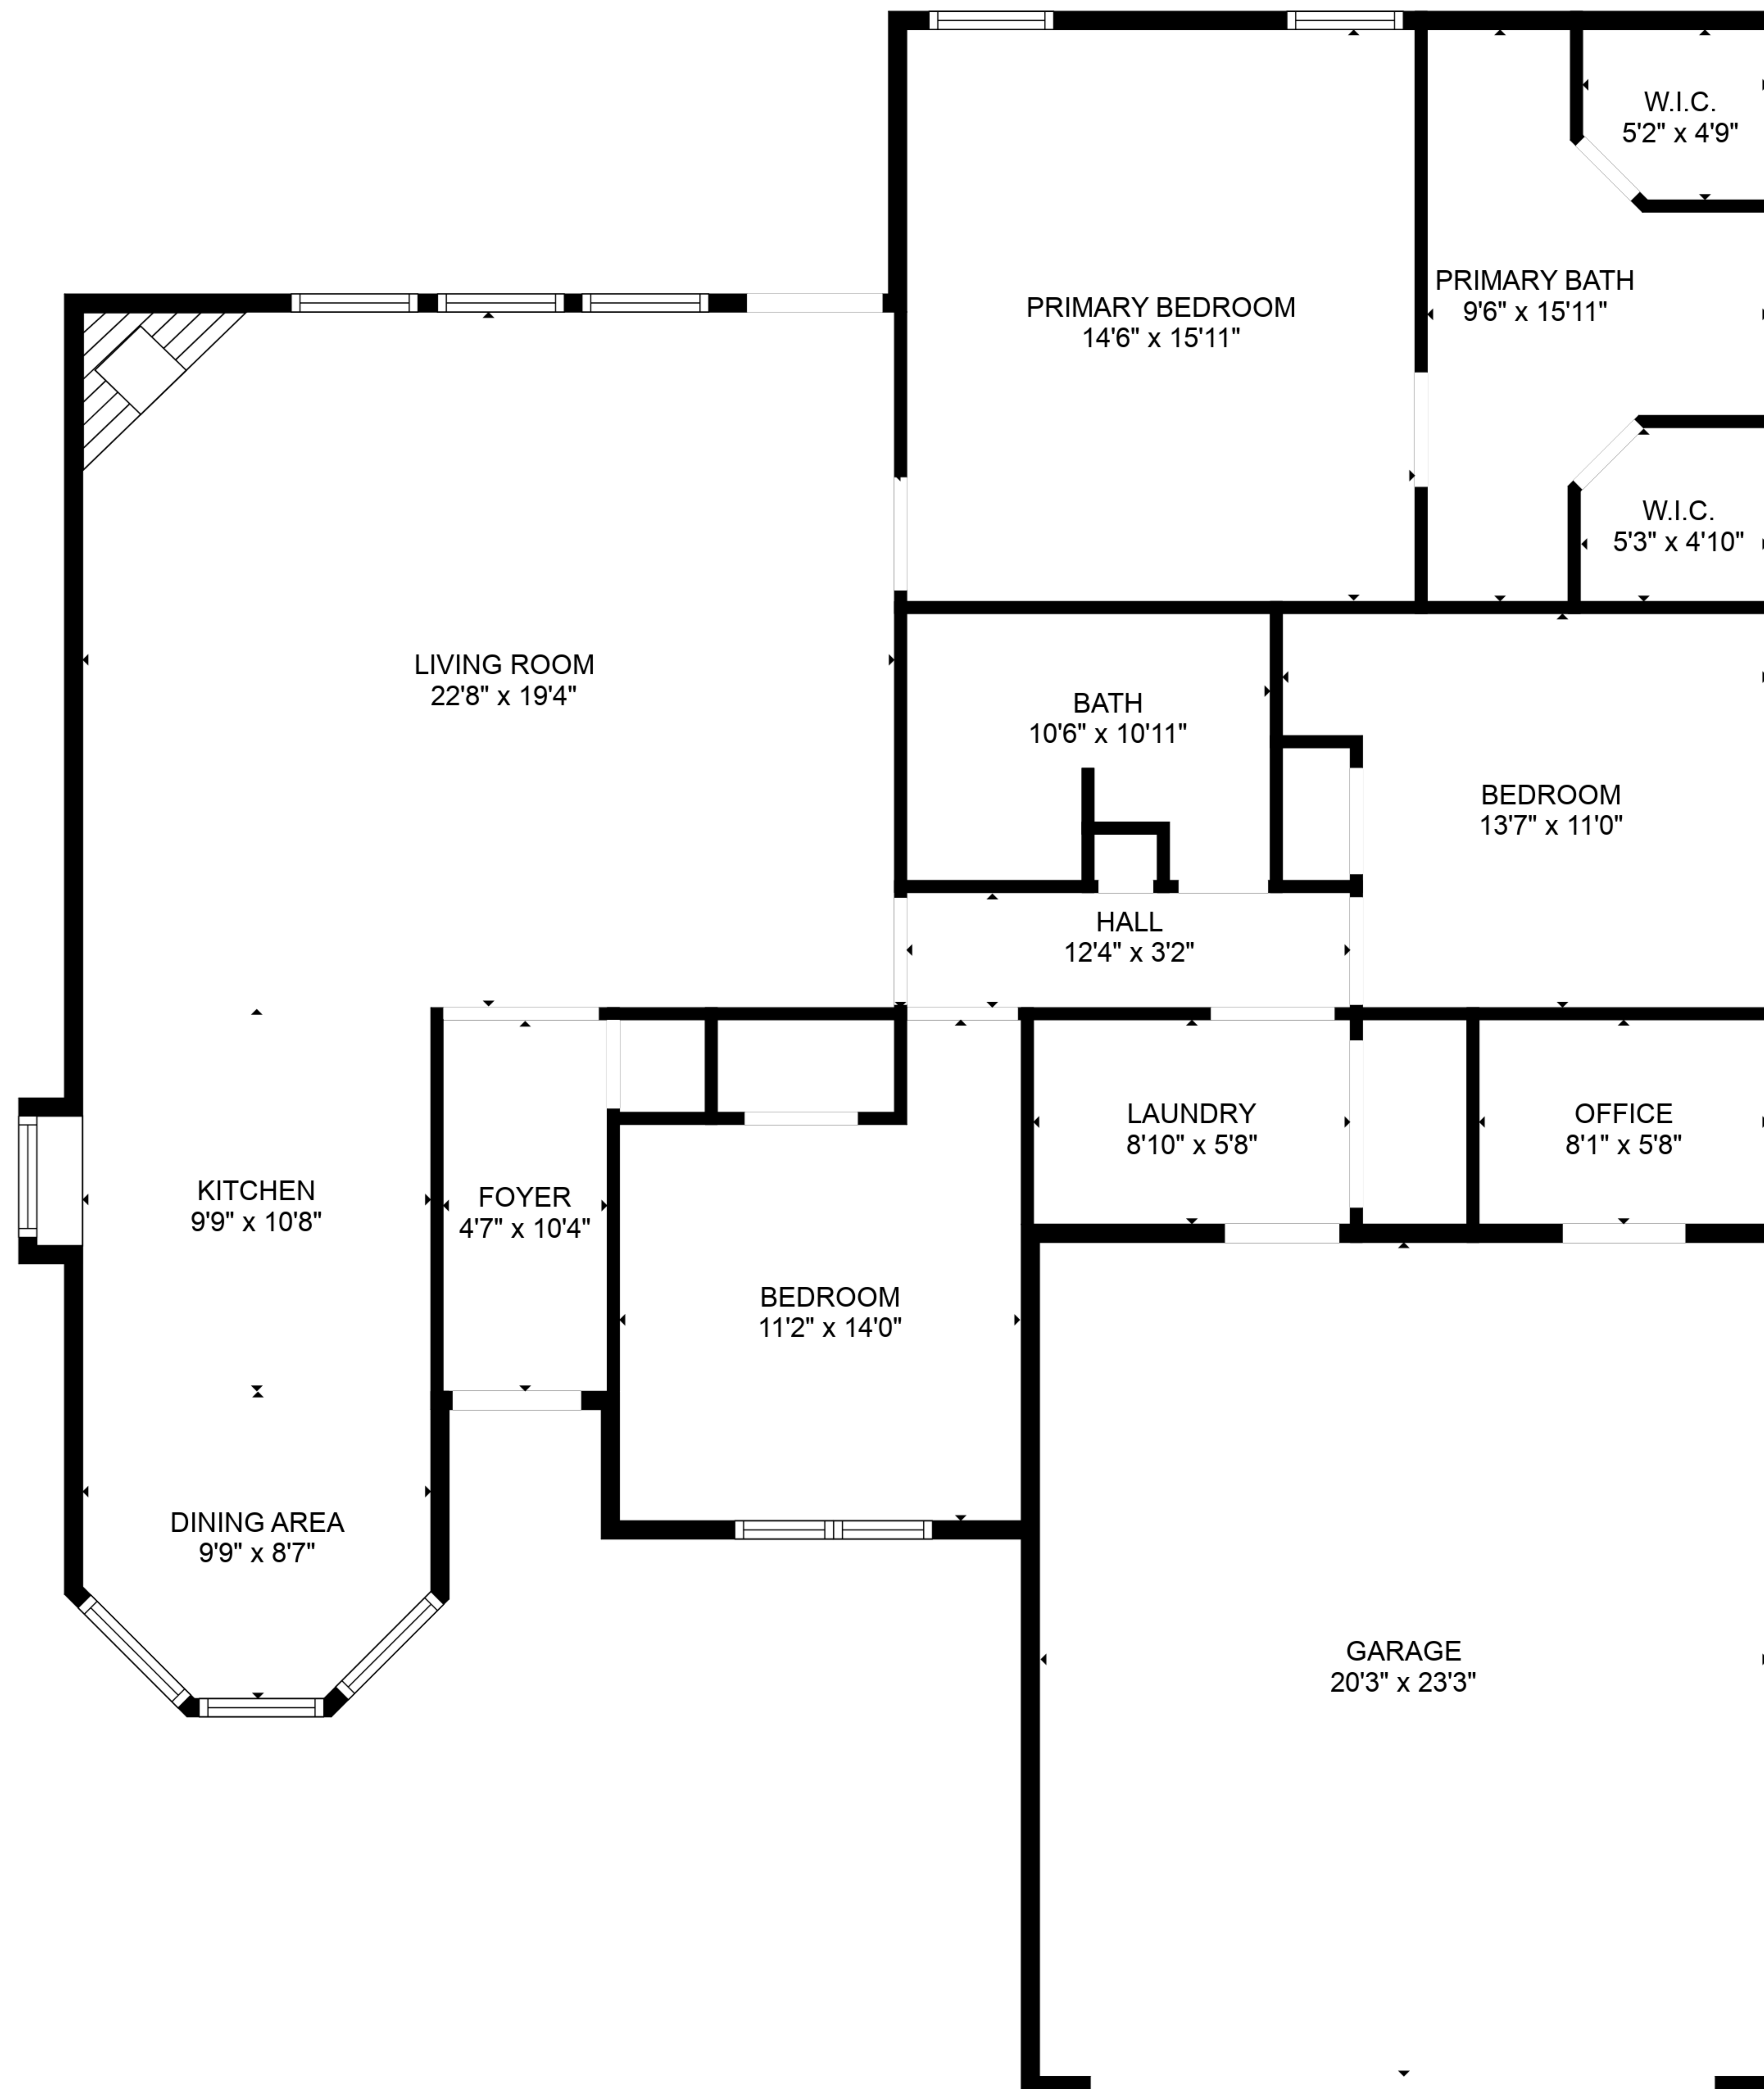 W.I.C.
5'2" x 4'9"
PRIMARY BEDROOM
14'6" x 15'11"
PRIMARY BATH
9'6" x 15'11"
W.I.C.
5'3" x 4'10"
LIVING ROOM
22'8" x 19'4"
BATH
10'6" x 10'11"
BEDROOM
13'7" x 11'0"
HALL
12'4" x 3'2"
LAUNDRY
8'10" x 5'8"
OFFICE
8'1" x 5'8"
KITCHEN
9'9" x 10'8"
FOYER
4'7" x 10'4"
BEDROOM
11'2" x 14'0"
DINING AREA
9'9" x 8'7"
GARAGE
20'3" x 23'3"